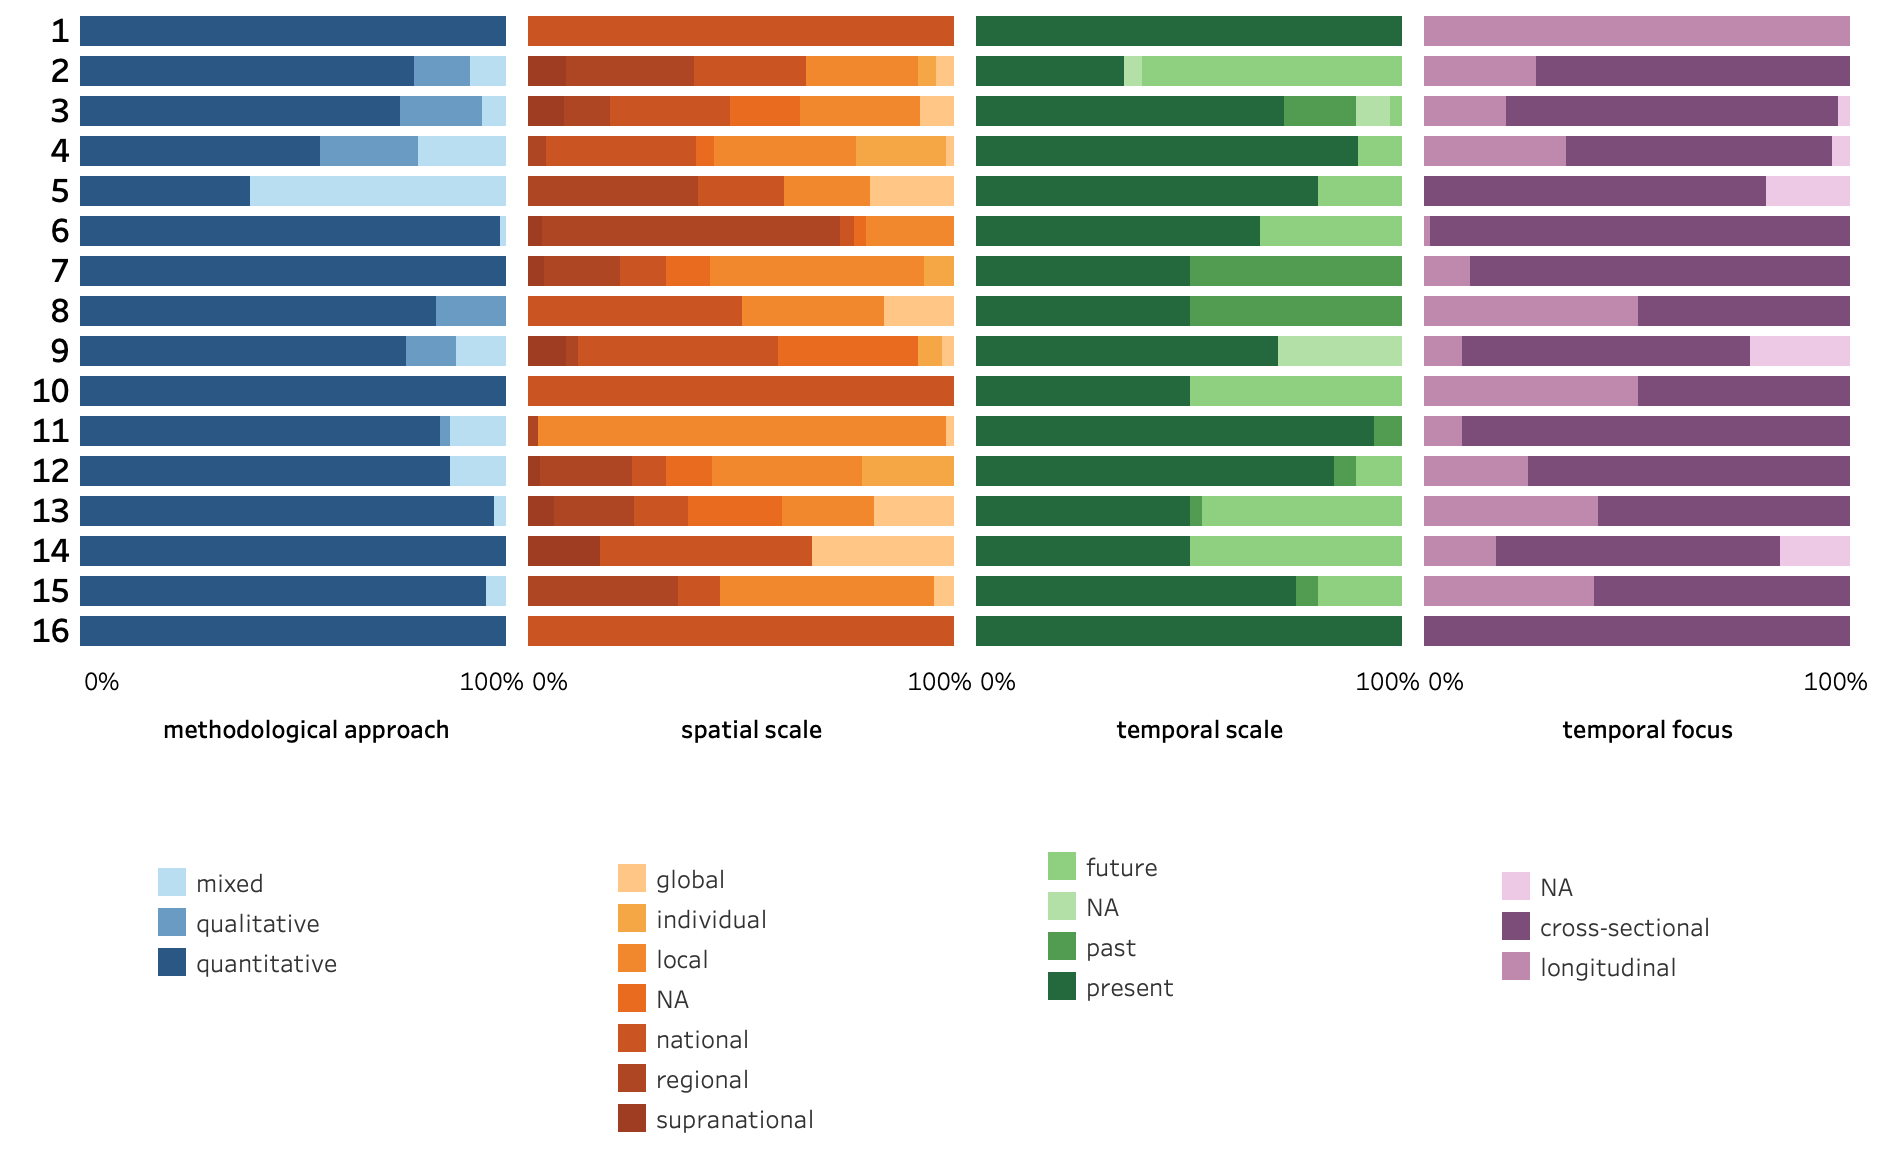 1
2
3
4
5
6
7
8
9
10
11
12
13
14
15
16
0% 100% 0% 100% 0% 100% 0% 100%
methodological approach spatial scale temporal scale temporal focus
mixed
qualitative
quantitative
global
individual
local
NA
national
regional
supranational
future
NA
past
present
NA
cross-sectional
longitudinal